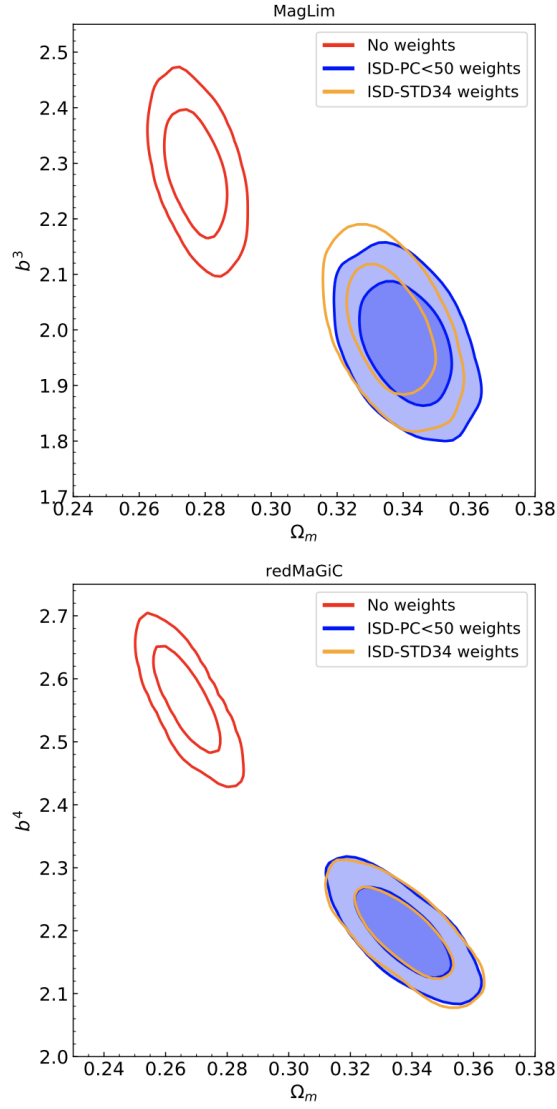 MagLim
No weights
ISD-PC<50 weights
ISD-STD34 weights
2.5
2.4
2.3
2.2
2.1
2.0
1.9
1.8
1.7
b³
0.24 0.26 0.28 0.30 0.32 0.34 0.36 0.38
Ωₘ
redMaGiC
No weights
ISD-PC<50 weights
ISD-STD34 weights
2.7
2.6
2.5
2.4
2.3
2.2
2.1
2.0
b⁴
0.24 0.26 0.28 0.30 0.32 0.34 0.36 0.38
Ωₘ